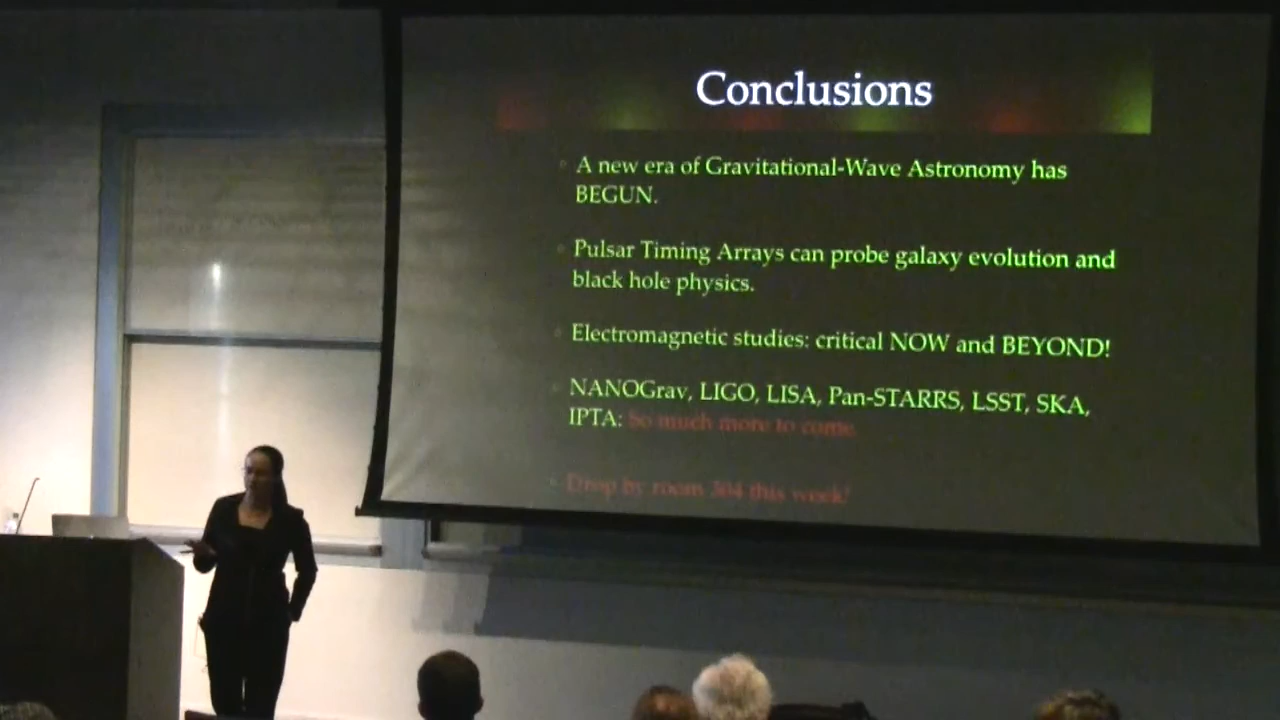 Conclusions
A new era of Gravitational-Wave Astronomy has
BEGUN.
Pulsar Timing Arrays can probe galaxy evolution and
black hole physics.
Electromagnetic studies: critical NOW and BEYOND!
NANOGrav, LIGO, LISA, Pan-STARRS, LSST, SKA,
IPTA: So much more to come.
Drop by room 304 this week!